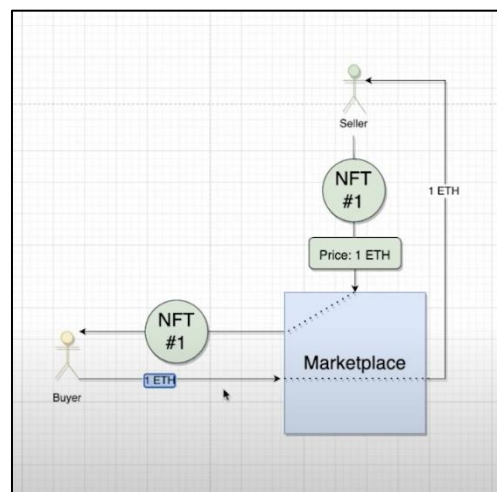 Seller
NFT
#1
1 ETH
Price: 1 ETH
NFT
#1
Marketplace
1 ETH
Buyer